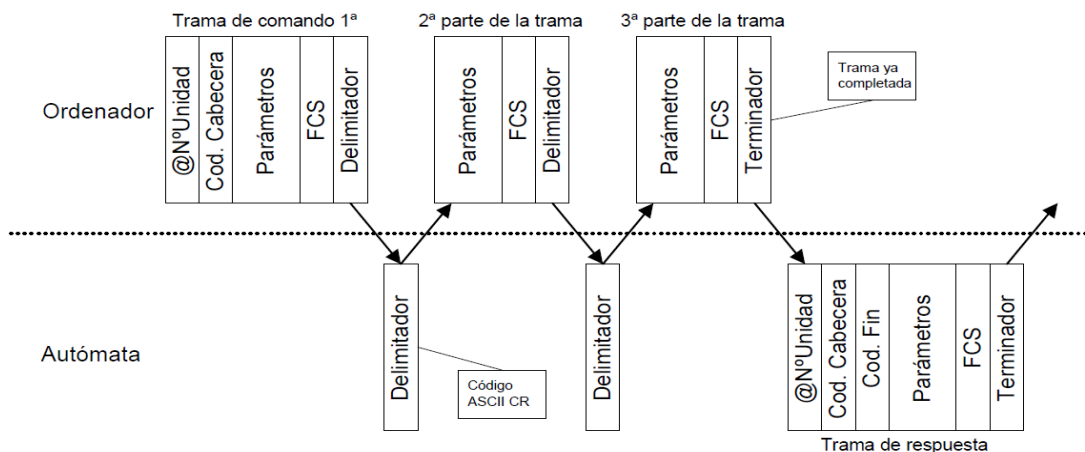 Trama de comando 1ª
2ª parte de la trama
3ª parte de la trama
Ordenador
@NºUnidad
Cod. Cabecera
Parámetros
FCS
Delimitador
Parámetros
FCS
Delimitador
Parámetros
FCS
Terminador
Trama ya
completada
Autómata
Delimitador
Código
ASCII CR
Delimitador
@NºUnidad
Cod. Cabecera
Cod. Fin
Parámetros
FCS
Terminador
Trama de respuesta